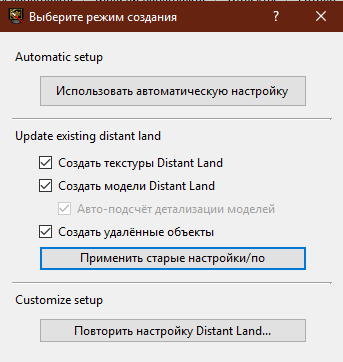 Выберите режим создания
?
Automatic setup
Использовать автоматическую настройку
Update existing distant land
Создать текстуры Distant Land
Создать модели Distant Land
Авто-подсчёт детализации моделей
Создать удалённые объекты
Применить старые настройки/по
Customize setup
Повторить настройку Distant Land...